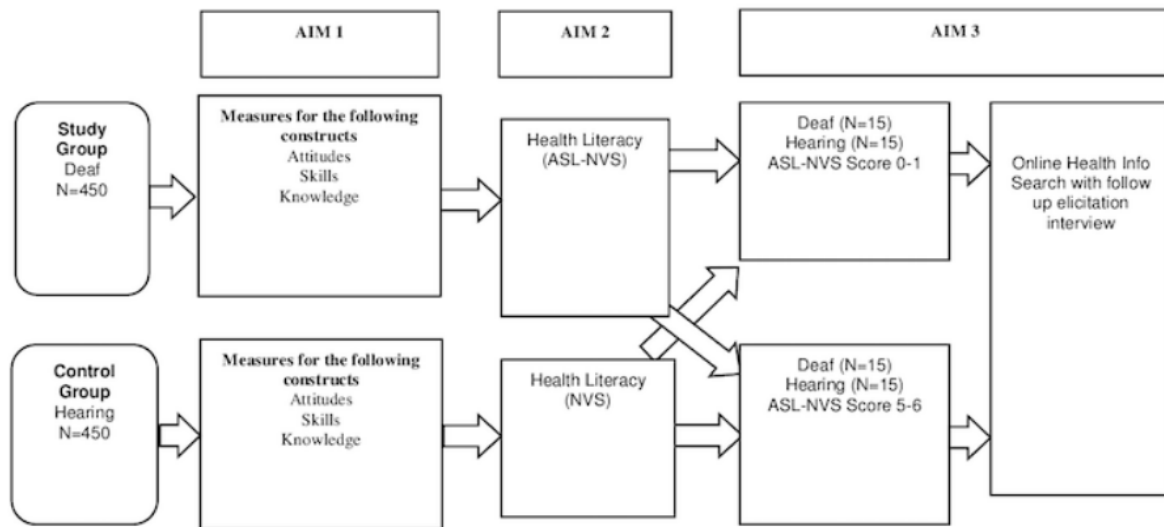 AIM 1
AIM 2
AIM 3
Study
Group
Deaf
N=450
Measures for the following
constructs
Attitudes
Skills
Knowledge
Health Literacy
(ASL-NVS)
Deaf (N=15)
Hearing (N=15)
ASL-NVS Score 0-1
Online Health Info
Search with follow
up elicitation
interview
Control
Group
Hearing
N=450
Measures for the following
constructs
Attitudes
Skills
Knowledge
Health Literacy
(NVS)
Deaf (N=15)
Hearing (N=15)
ASL-NVS Score 5-6